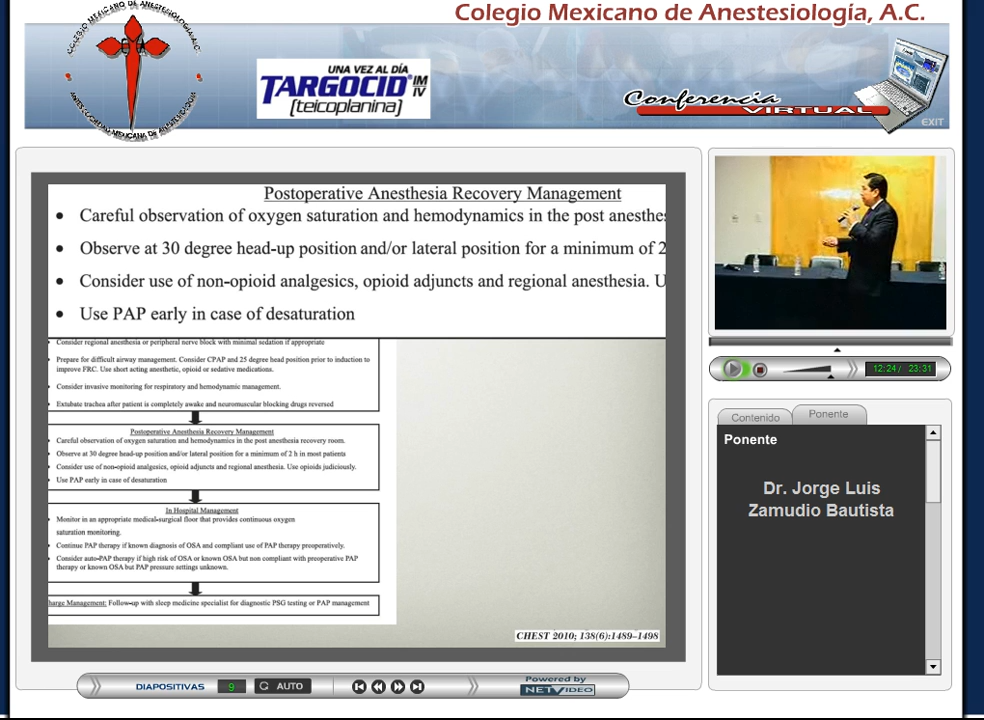 Colegio Mexicano de Anestesiología, A.C.
COLEGIO MEXICANO DE ANESTESIOLOGIA, A.C.
UNA VEZ AL DÍA
TARGOCID® IM IV
[teicoplanina]
Conferencia
VIRTUAL
EXIT
Postoperative Anesthesia Recovery Management
• Careful observation of oxygen saturation and hemodynamics in the post anesthes
• Observe at 30 degree head-up position and/or lateral position for a minimum of 2
• Consider use of non-opioid analgesics, opioid adjuncts and regional anesthesia. U
• Use PAP early in case of desaturation
Consider regional anesthesia or peripheral nerve block with minimal sedation if appropriate
Prepare for difficult airway management. Consider CPAP and 25 degree head position prior to induction to
improve FRC. Use short acting anesthetic, opioid or sedative medications.
Consider invasive monitoring for respiratory and hemodynamic management.
Extubate trachea after patient is completely awake and neuromuscular blocking drugs reversed
Postoperative Anesthesia Recovery Management
Careful observation of oxygen saturation and hemodynamics in the post anesthesia recovery room.
Observe at 30 degree head-up position and/or lateral position for a minimum of 2 h in most patients
Consider use of non-opioid analgesics, opioid adjuncts and regional anesthesia. Use opioids judiciously.
Use PAP early in case of desaturation
In Hospital Management
Monitor in an appropriate medical-surgical floor that provides continuous oxygen
saturation monitoring.
Continue PAP therapy if known diagnosis of OSA and compliant use of PAP therapy preoperatively.
Consider auto-PAP therapy if high risk of OSA or known OSA but non compliant with preoperative PAP
therapy or known OSA but PAP pressure settings unknown.
harge Management: Follow-up with sleep medicine specialist for diagnostic PSG testing or PAP management
CHEST 2010; 138(6):1489–1498
12:24 / 23:31
Contenido
Ponente
Ponente
Dr. Jorge Luis
Zamudio Bautista
DIAPOSITIVAS
9
AUTO
Powered by
NETVIDEO